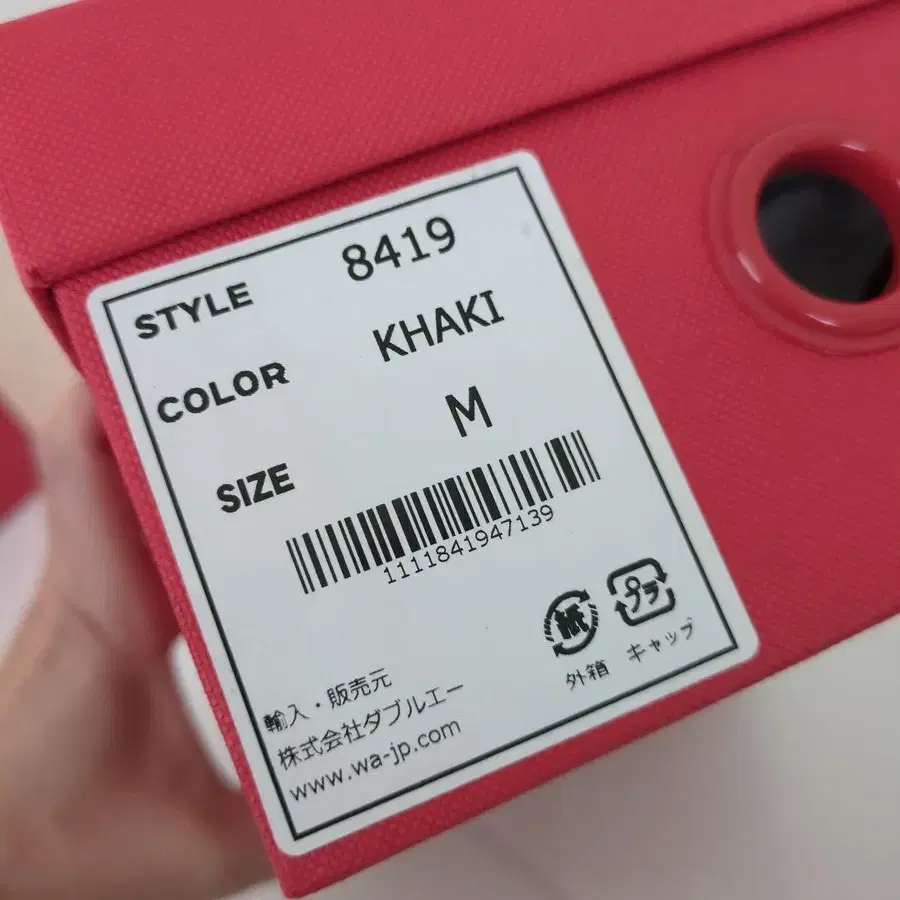 STYLE 8419
COLOR KHAKI
SIZE M
1111841947139
紙 プラ
外箱 キャップ
輸入・販売元
株式会社ダブルエー
www.wa-jp.com